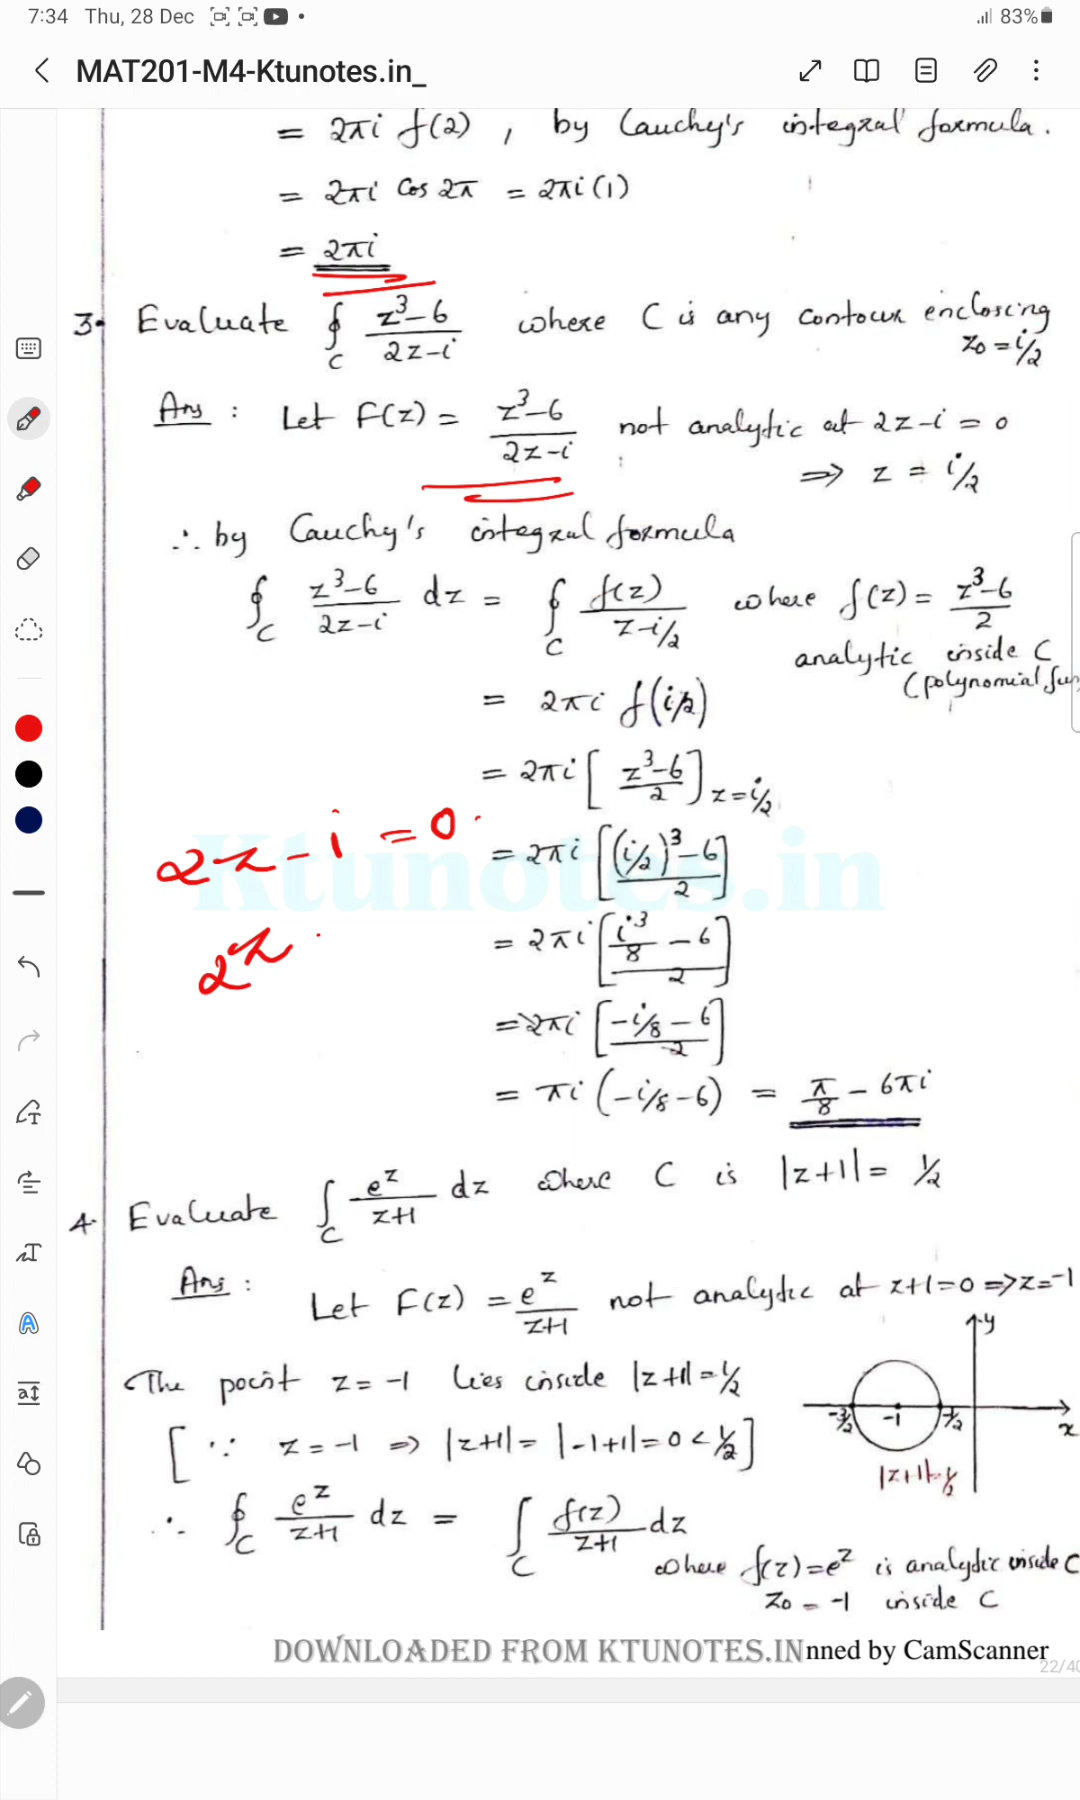 7:34 Thu, 28 Dec
83%
MAT201-M4-Ktunotes.in_
= 2πi f(2), by Cauchy's integral formula.
= 2πi cos 2π = 2πi(1)
= 2πi
3. Evaluate ∮_C (z³-6)/(2z-i) where C is any contour enclosing z₀ = i/2
Ans : Let F(z) = (z³-6)/(2z-i) not analytic at 2z-i = 0
⇒ z = i/2
∴ by Cauchy's integral formula
∮_C (z³-6)/(2z-i) dz = ∮_C f(z)/(z-i/2) where f(z) = (z³-6)/2
analytic inside C
(polynomial fun
= 2πi f(i/2)
= 2πi [(z³-6)/2] z=i/2
2z - i = 0
= 2πi [((i/2)³-6)/2]
2z
= 2πi [(i³/8 - 6)/2]
= 2πi [(-i/8 - 6)/2]
= πi (-i/8 - 6) = π/8 - 6πi
4. Evaluate ∫_C e^z/(z+1) dz where C is |z+1| = 1/2
Ans : Let F(z) = e^z/(z+1) not analytic at z+1=0 ⇒ z=-1
The point z = -1 lies inside |z+1| = 1/2
[∵ z = -1 ⇒ |z+1| = |-1+1| = 0 < 1/2]
y
-3/2 -1 -1/2 x
|z+1|=1/2
∴ ∮_C e^z/(z+1) dz = ∫_C f(z)/(z+1) dz
where f(z) = e^z is analytic inside C
z₀ = -1 inside C
Ktunotes.in
DOWNLOADED FROM KTUNOTES.IN
nned by CamScanner
22/40